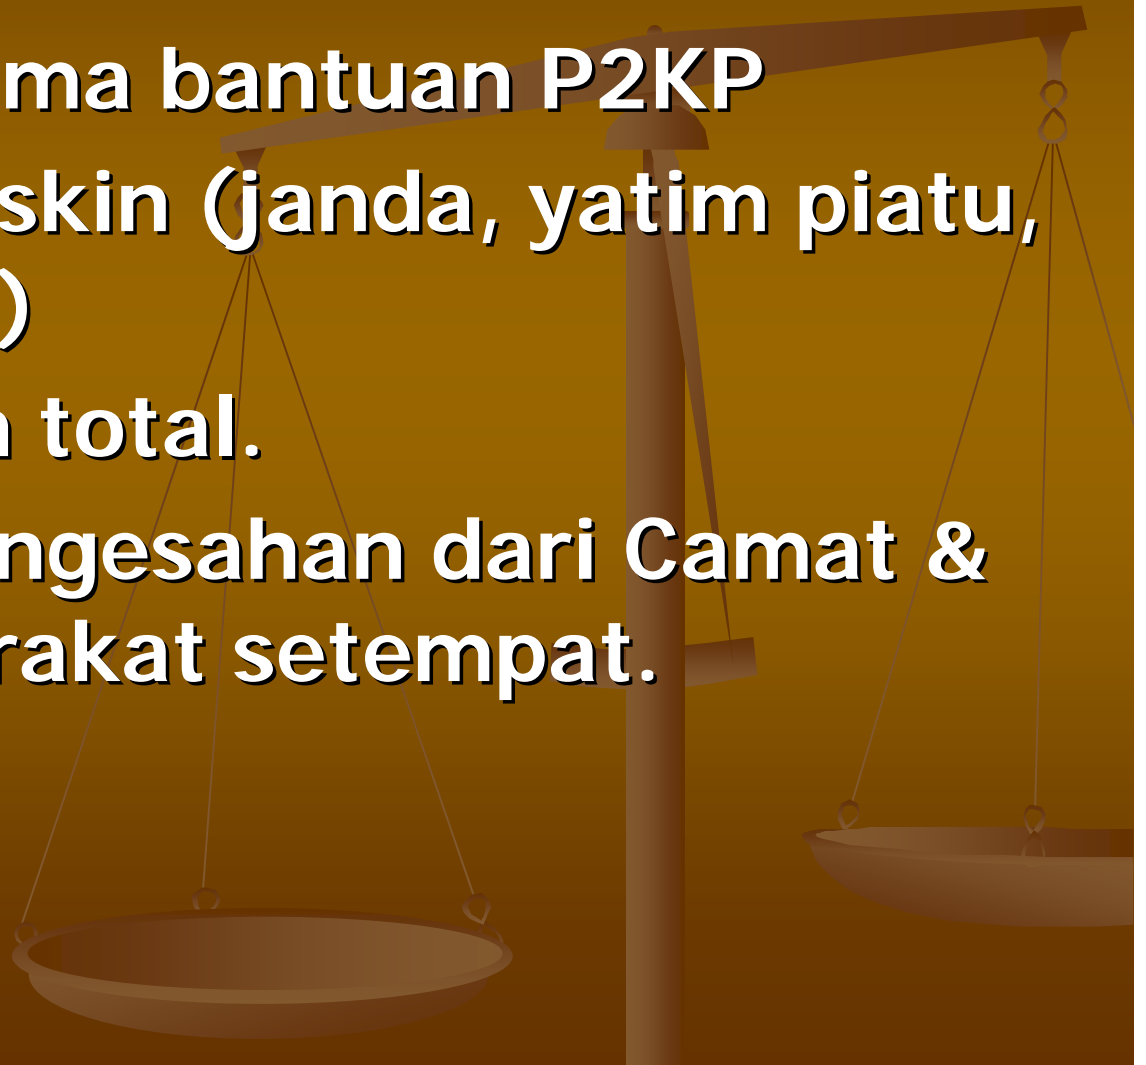 ma bantuan P2KP
skin (janda, yatim piatu,
)
total.
ngesahan dari Camat &
rakat setempat.